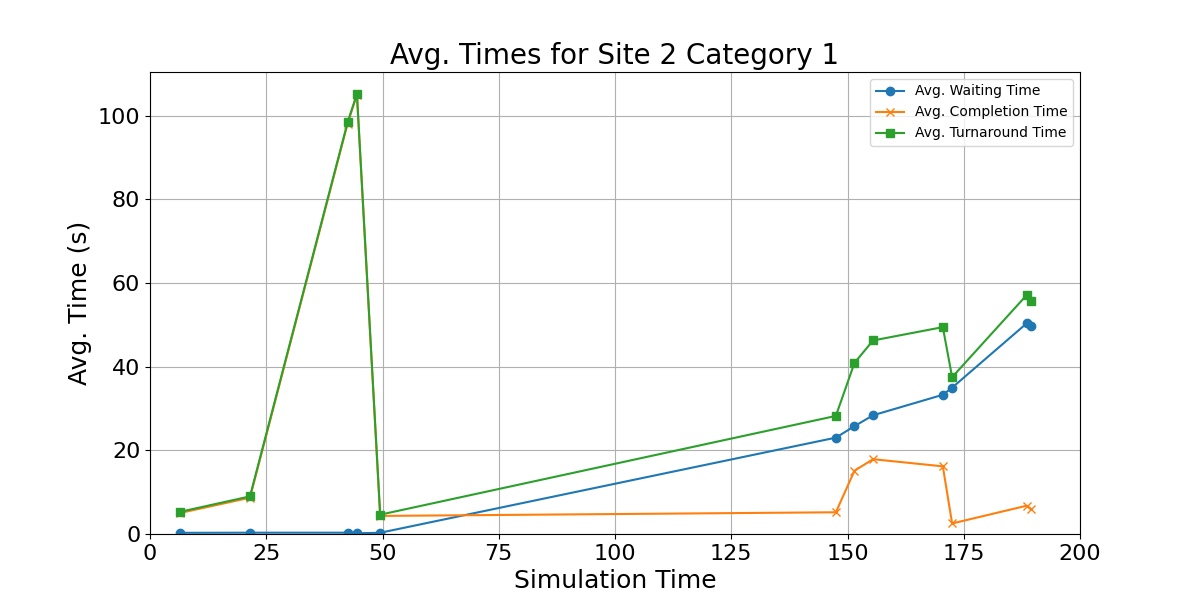 Avg. Times for Site 2 Category 1
Avg. Waiting Time
Avg. Completion Time
Avg. Turnaround Time
Avg. Time (s)
100
80
60
40
20
0
0 25 50 75 100 125 150 175 200
Simulation Time